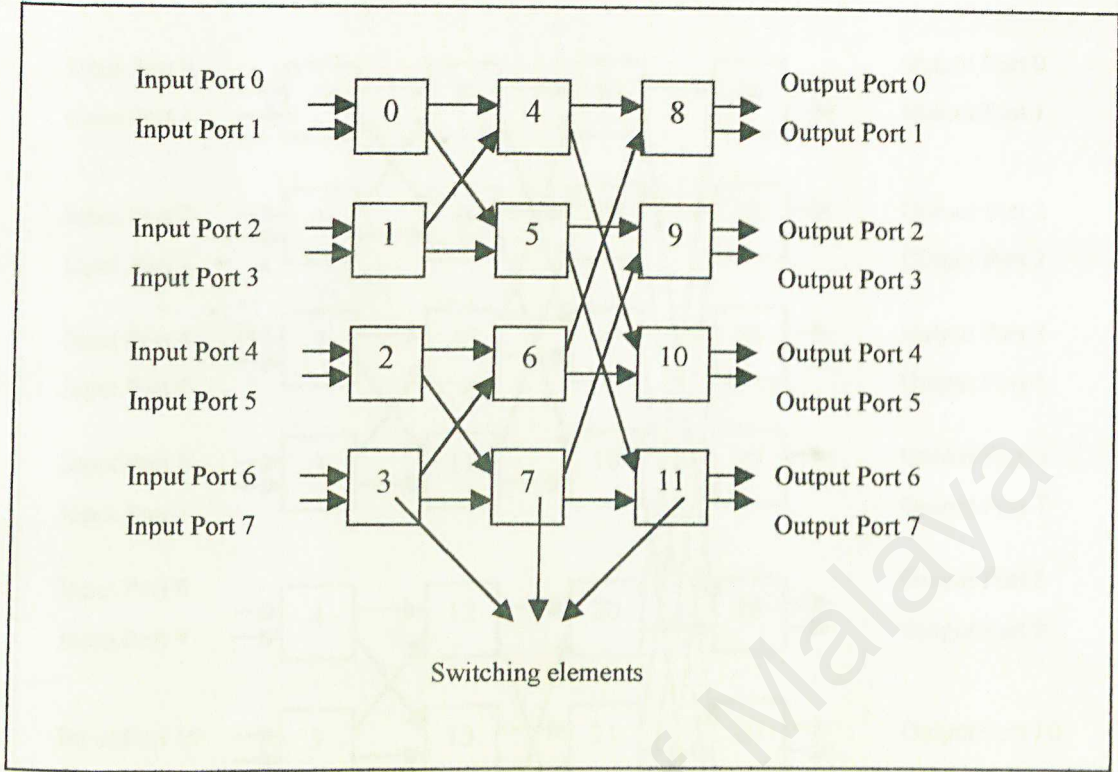 Input Port 0
Output Port 0
0
4
8
Input Port 1
Output Port 1
Input Port 2
Output Port 2
1
5
9
Input Port 3
Output Port 3
Input Port 4
Output Port 4
2
6
10
Input Port 5
Output Port 5
Input Port 6
Output Port 6
3
7
11
Input Port 7
Output Port 7
Switching elements
of Malaya